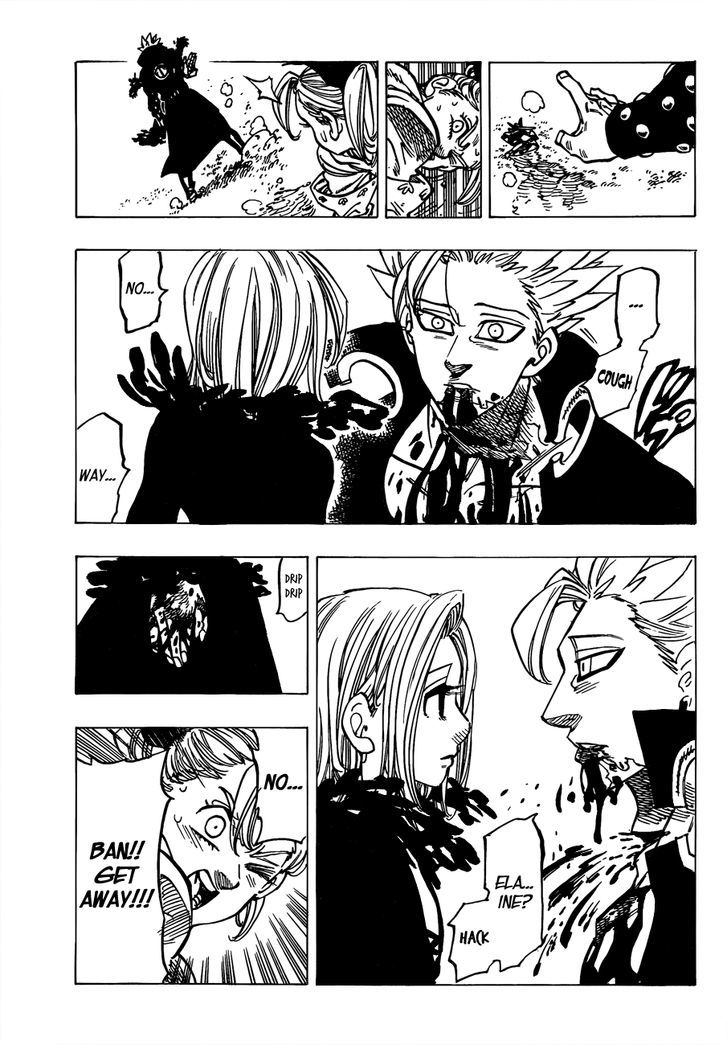 ...
COUGH
NO...
WAY...
ELA...
INE?
HACK
DRIP
DRIP
NO...
BAN!!
GET
AWAY!!!